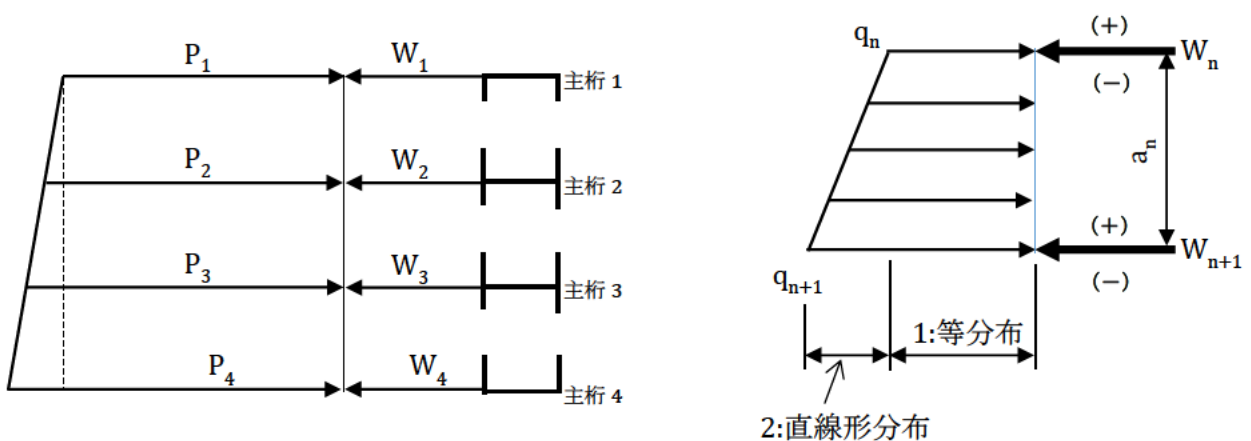 P₁ W₁ 主桁 1
P₂ W₂ 主桁 2
P₃ W₃ 主桁 3
P₄ W₄ 主桁 4
qₙ (+) Wₙ
(−)
aₙ
(+) Wₙ₊₁
qₙ₊₁ (−)
1:等分布
2:直線形分布